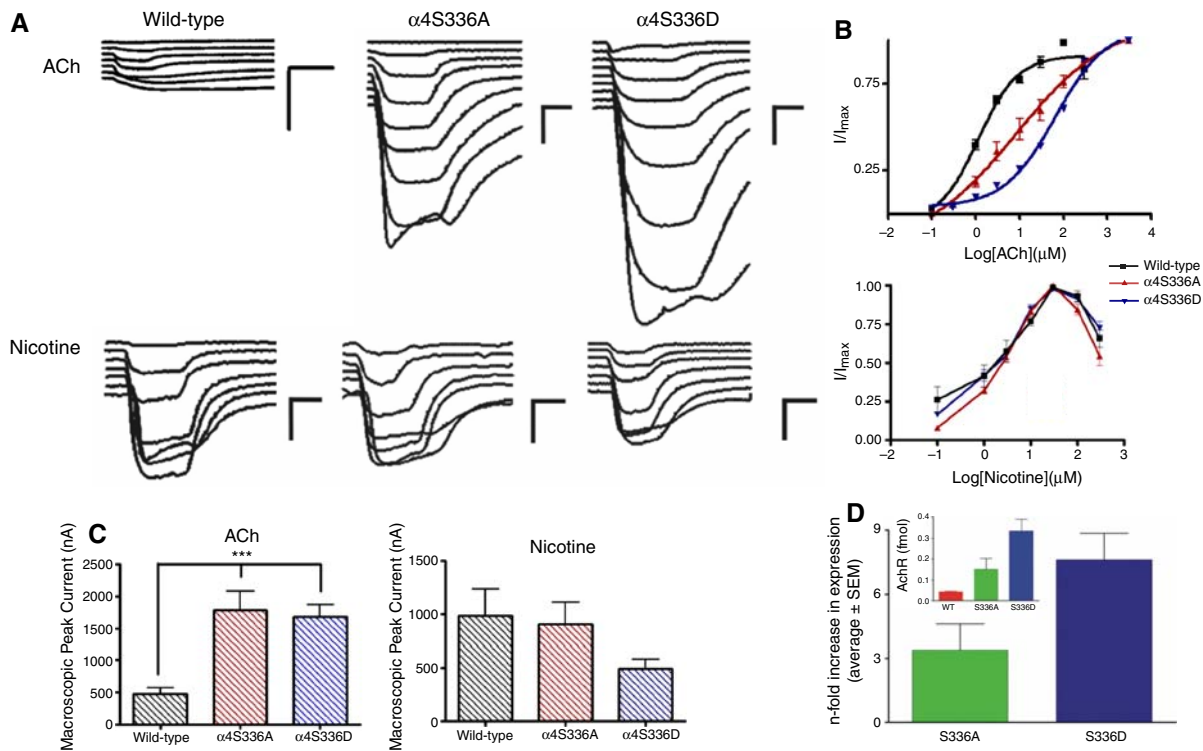 A
Wild-type
α4S336A
α4S336D
ACh
Nicotine
B
I/Imax
0.75
0.25
−2
−1
0
1
2
3
4
Log[ACh](μM)
Wild-type
α4S336A
α4S336D
I/Imax
1.00
0.75
0.50
0.25
0.00
−2
−1
0
1
2
3
Log[Nicotine](μM)
C
ACh
***
Macroscopic Peak Current (nA)
2500
2000
1500
1000
500
0
Wild-type
α4S336A
α4S336D
Nicotine
Macroscopic Peak Current (nA)
1500
1000
500
0
Wild-type
α4S336A
α4S336D
D
n-fold increase in expression
(average ± SEM)
9
6
3
0
S336A
S336D
AchR (fmol)
0.4
0.3
0.2
0.1
0.0
WT
S336A
S336D